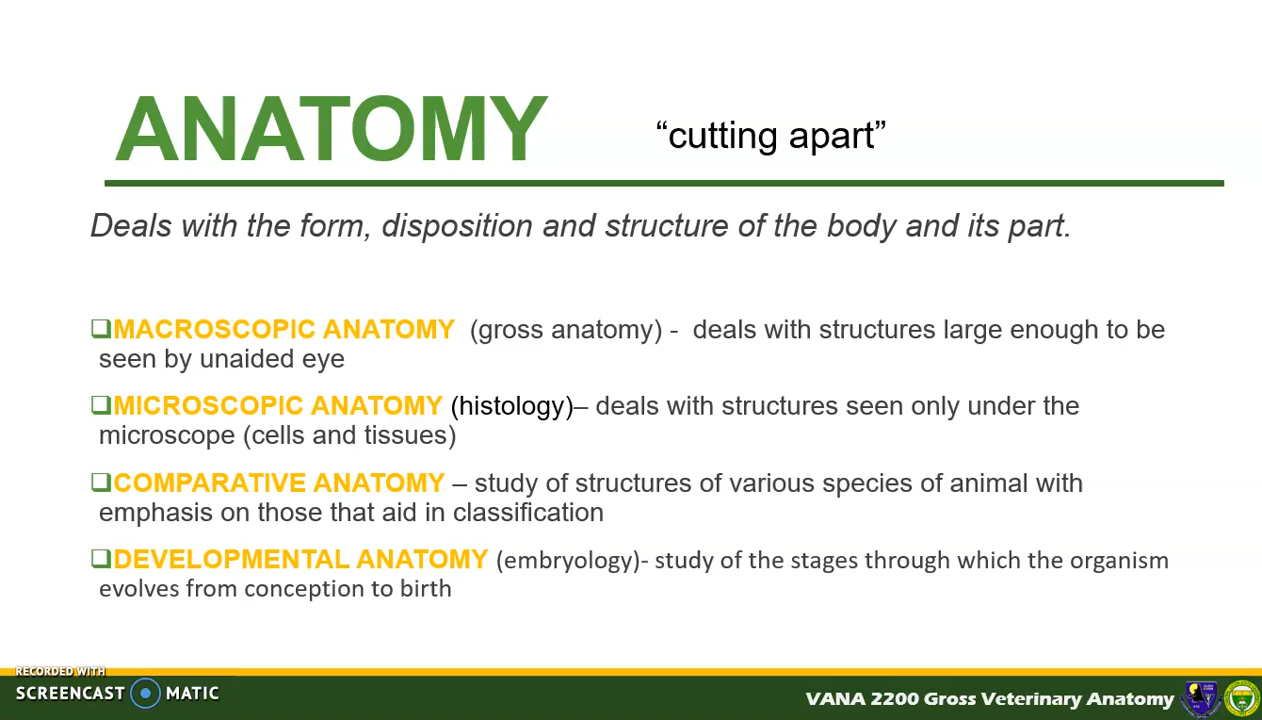 ANATOMY “cutting apart”
Deals with the form, disposition and structure of the body and its part.
❑MACROSCOPIC ANATOMY (gross anatomy) - deals with structures large enough to be
seen by unaided eye
❑MICROSCOPIC ANATOMY (histology)– deals with structures seen only under the
microscope (cells and tissues)
❑COMPARATIVE ANATOMY – study of structures of various species of animal with
emphasis on those that aid in classification
❑DEVELOPMENTAL ANATOMY (embryology)- study of the stages through which the organism
evolves from conception to birth
RECORDED WITH
SCREENCAST MATIC
VANA 2200 Gross Veterinary Anatomy